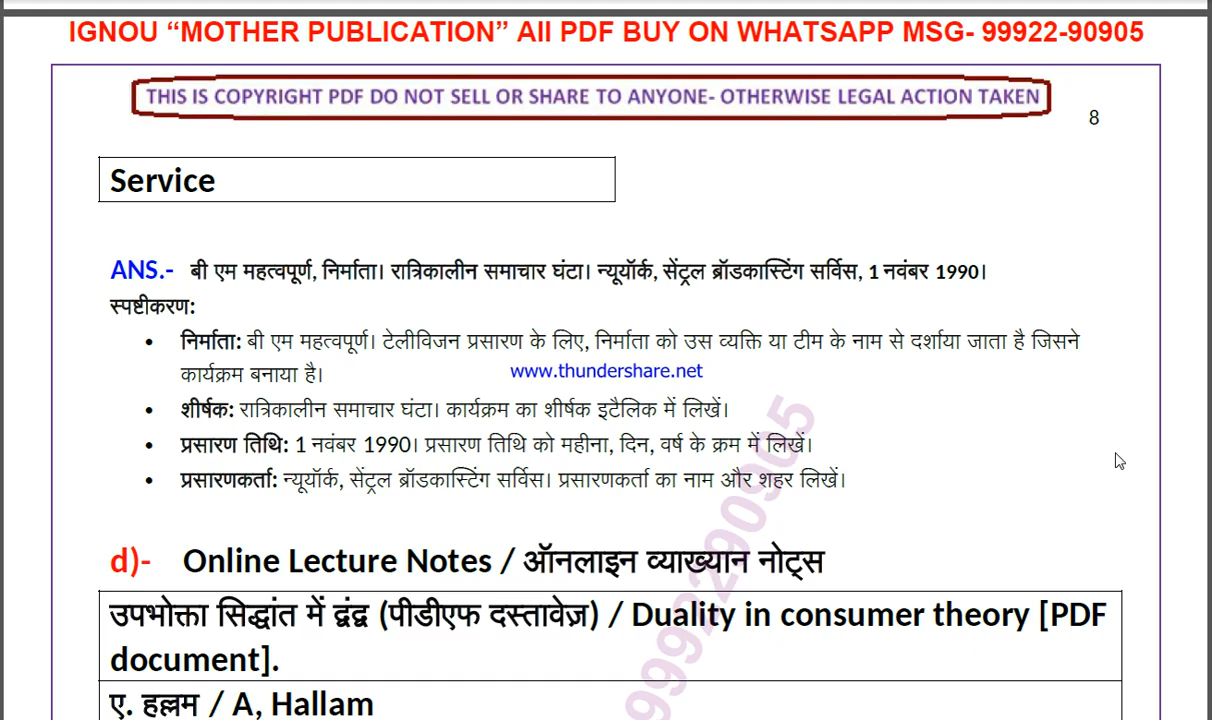 IGNOU “MOTHER PUBLICATION” All PDF BUY ON WHATSAPP MSG- 99922-90905
THIS IS COPYRIGHT PDF DO NOT SELL OR SHARE TO ANYONE- OTHERWISE LEGAL ACTION TAKEN
8
Service
ANS.- बी एम महत्वपूर्ण, निर्माता। रात्रिकालीन समाचार घंटा। न्यूयॉर्क, सेंट्रल ब्रॉडकास्टिंग सर्विस, 1 नवंबर 1990।
स्पष्टीकरण:
• निर्माता: बी एम महत्वपूर्ण। टेलीविजन प्रसारण के लिए, निर्माता को उस व्यक्ति या टीम के नाम से दर्शाया जाता है जिसने
कार्यक्रम बनाया है।
www.thundershare.net
• शीर्षक: रात्रिकालीन समाचार घंटा। कार्यक्रम का शीर्षक इटैलिक में लिखें।
• प्रसारण तिथि: 1 नवंबर 1990। प्रसारण तिथि को महीना, दिन, वर्ष के क्रम में लिखें।
• प्रसारणकर्ता: न्यूयॉर्क, सेंट्रल ब्रॉडकास्टिंग सर्विस। प्रसारणकर्ता का नाम और शहर लिखें।
9992290905
d)- Online Lecture Notes / ऑनलाइन व्याख्यान नोट्स
उपभोक्ता सिद्धांत में द्वंद्व (पीडीएफ दस्तावेज़) / Duality in consumer theory [PDF
document].
ए. हल्लम / A, Hallam